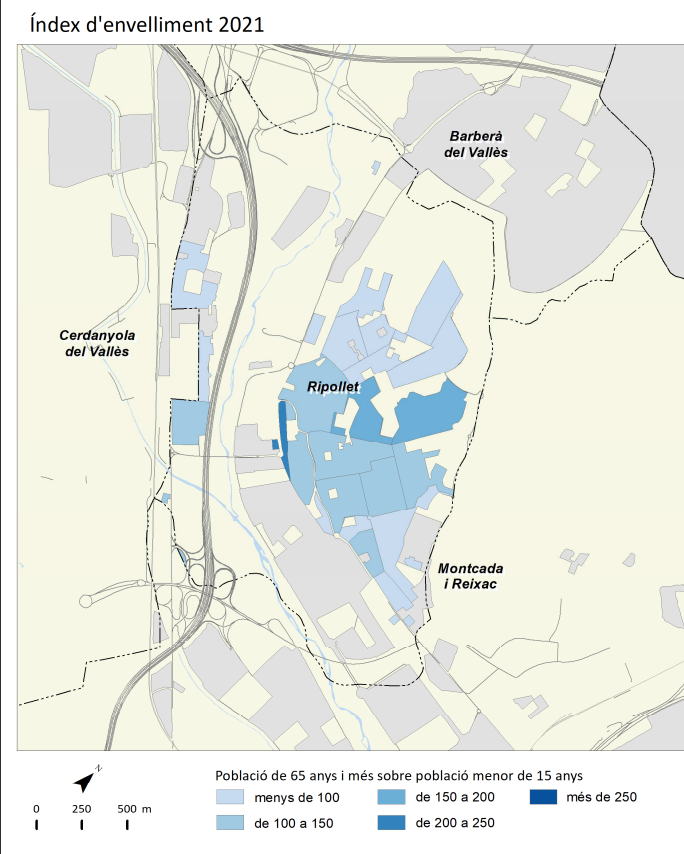 Índex d'envelliment 2021
Barberà
del Vallès
Cerdanyola
del Vallès
Ripollet
Montcada
i Reixac
N
0 250 500 m
Població de 65 anys i més sobre població menor de 15 anys
menys de 100
de 150 a 200
més de 250
de 100 a 150
de 200 a 250